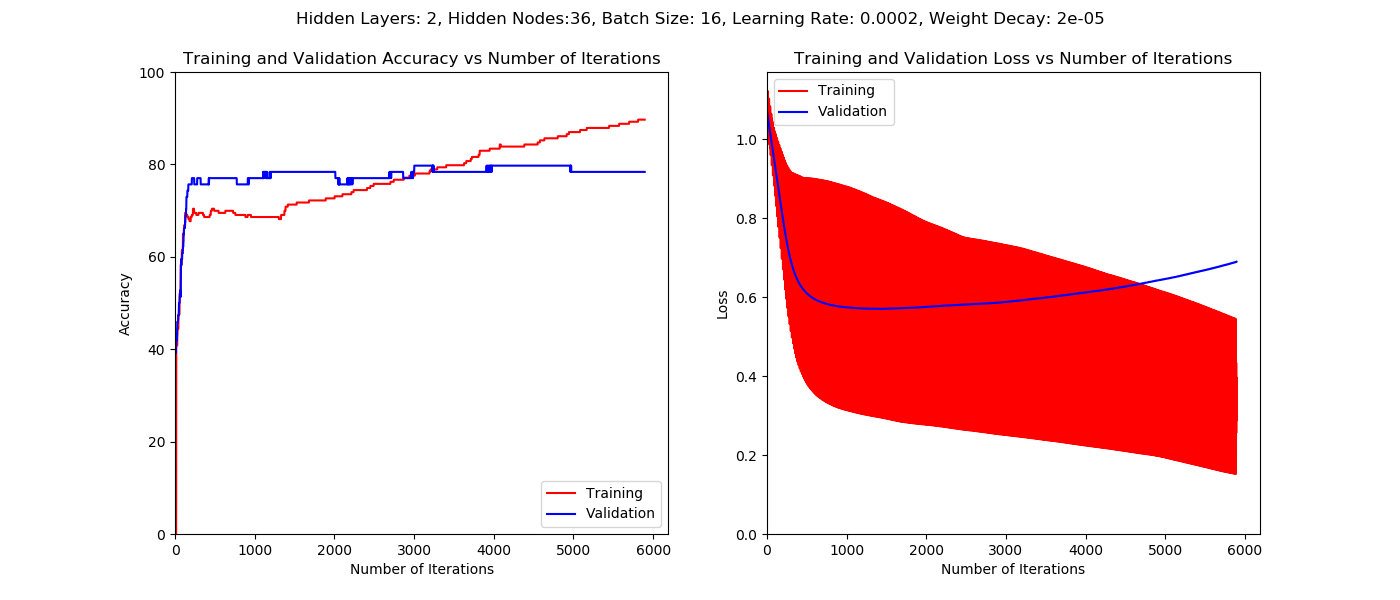 Hidden Layers: 2, Hidden Nodes:36, Batch Size: 16, Learning Rate: 0.0002, Weight Decay: 2e-05
Training and Validation Accuracy vs Number of Iterations
100
80
60
40
20
0
Accuracy
0 1000 2000 3000 4000 5000 6000
Number of Iterations
Training
Validation
Training and Validation Loss vs Number of Iterations
Training
Validation
1.0
0.8
0.6
0.4
0.2
0.0
Loss
0 1000 2000 3000 4000 5000 6000
Number of Iterations